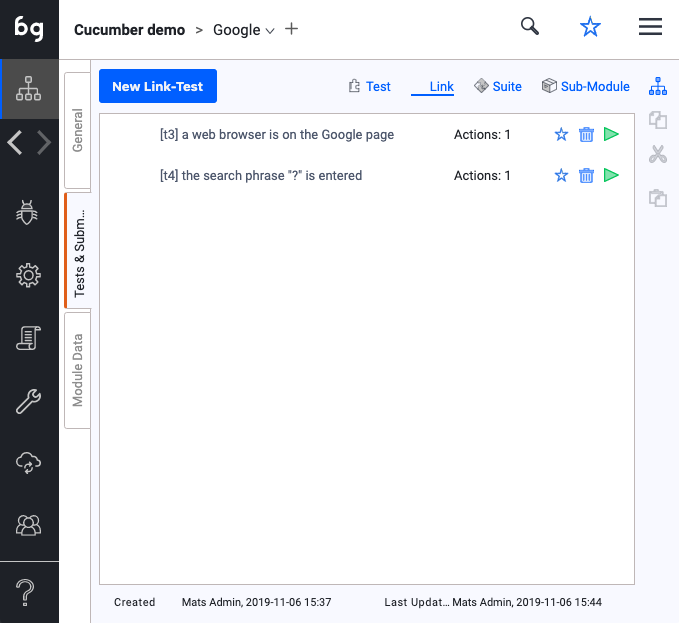 bg
Cucumber demo > Google
New Link-Test
Test
Link
Suite
Sub-Module
General
Tests & Subm...
Module Data
[t3] a web browser is on the Google page Actions: 1
[t4] the search phrase "?" is entered Actions: 1
Created Mats Admin, 2019-11-06 15:37 Last Updat... Mats Admin, 2019-11-06 15:44